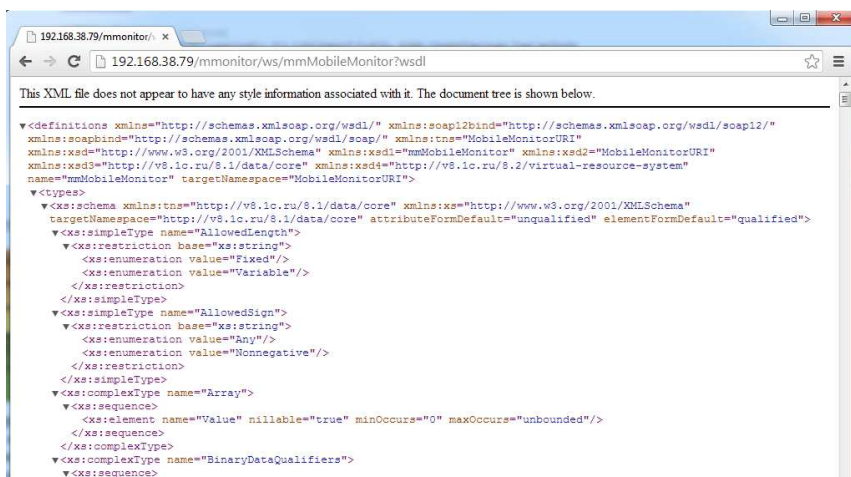 192.168.38.79/mmonitor/
192.168.38.79/mmonitor/ws/mmMobileMonitor?wsdl
This XML file does not appear to have any style information associated with it. The document tree is shown below.
▼<definitions xmlns="http://schemas.xmlsoap.org/wsdl/" xmlns:soap12bind="http://schemas.xmlsoap.org/wsdl/soap12/"
xmlns:soapbind="http://schemas.xmlsoap.org/wsdl/soap/" xmlns:tns="MobileMonitorURI"
xmlns:xsd="http://www.w3.org/2001/XMLSchema" xmlns:xsd1="mmMobileMonitor" xmlns:xsd2="MobileMonitorURI"
xmlns:xsd3="http://v8.1c.ru/8.1/data/core" xmlns:xsd4="http://v8.1c.ru/8.2/virtual-resource-system"
name="mmMobileMonitor" targetNamespace="MobileMonitorURI">
▼<types>
▼<xs:schema xmlns:tns="http://v8.1c.ru/8.1/data/core" xmlns:xs="http://www.w3.org/2001/XMLSchema"
targetNamespace="http://v8.1c.ru/8.1/data/core" attributeFormDefault="unqualified" elementFormDefault="qualified">
▼<xs:simpleType name="AllowedLength">
▼<xs:restriction base="xs:string">
<xs:enumeration value="Fixed"/>
<xs:enumeration value="Variable"/>
</xs:restriction>
</xs:simpleType>
▼<xs:simpleType name="AllowedSign">
▼<xs:restriction base="xs:string">
<xs:enumeration value="Any"/>
<xs:enumeration value="Nonnegative"/>
</xs:restriction>
</xs:simpleType>
▼<xs:complexType name="Array">
▼<xs:sequence>
<xs:element name="Value" nillable="true" minOccurs="0" maxOccurs="unbounded"/>
</xs:sequence>
</xs:complexType>
▼<xs:complexType name="BinaryDataQualifiers">
▼<xs:sequence>